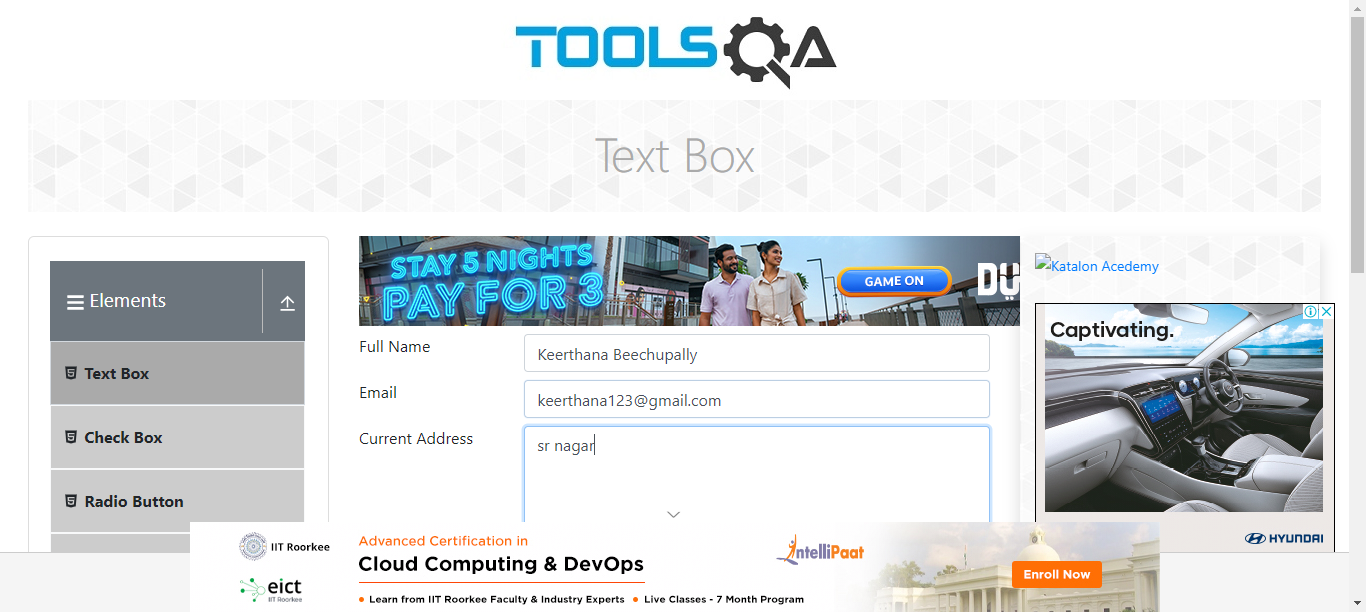 TOOLSQA
Text Box
Elements
Text Box
Check Box
Radio Button
STAY 5 NIGHTS
PAY FOR 3
GAME ON
DU
Full Name
Keerthana Beechupally
Email
keerthana123@gmail.com
Current Address
sr nagar
Katalon Acedemy
Captivating.
HYUNDAI
IIT Roorkee
eict
IIT Roorkee
Advanced Certification in
Cloud Computing & DevOps
• Learn from IIT Roorkee Faculty & Industry Experts • Live Classes - 7 Month Program
IntelliPaat
Enroll Now